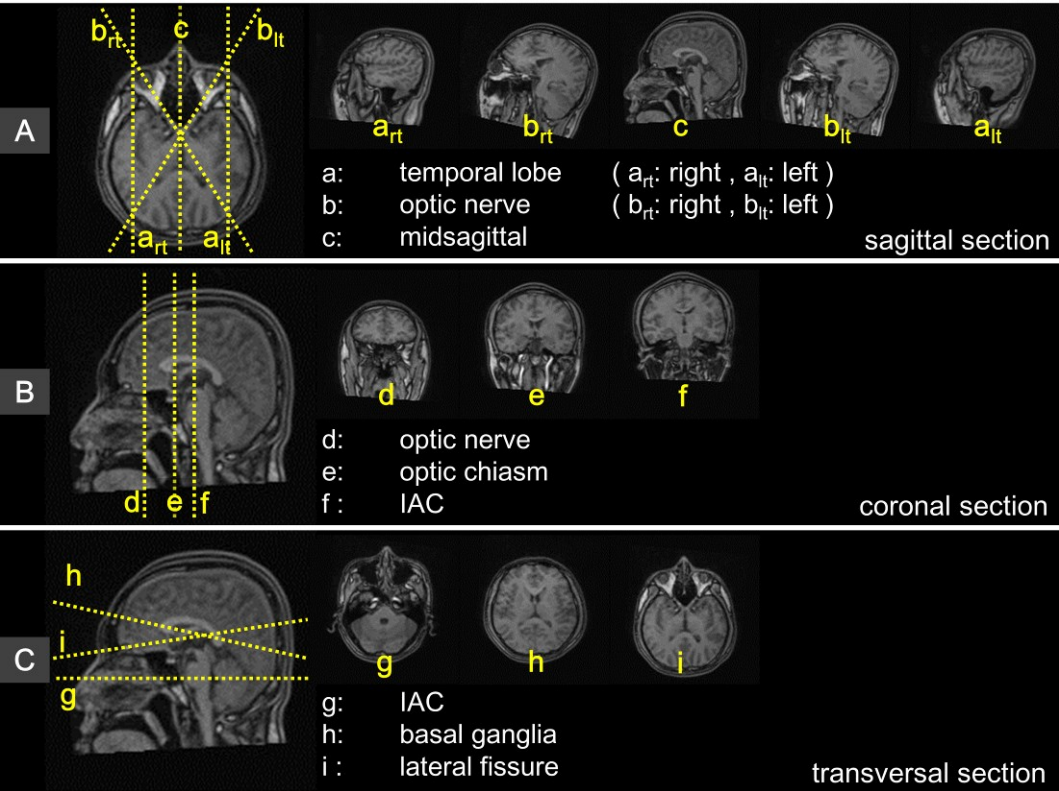 A
b_rt c b_lt
a_rt a_lt
a_rt b_rt c b_lt a_lt
a: temporal lobe ( a_rt: right , a_lt: left )
b: optic nerve ( b_rt: right , b_lt: left )
c: midsagittal
sagittal section
B
d e f
d e f
d: optic nerve
e: optic chiasm
f : IAC
coronal section
C
h
i
g
g h i
g: IAC
h: basal ganglia
i : lateral fissure
transversal section